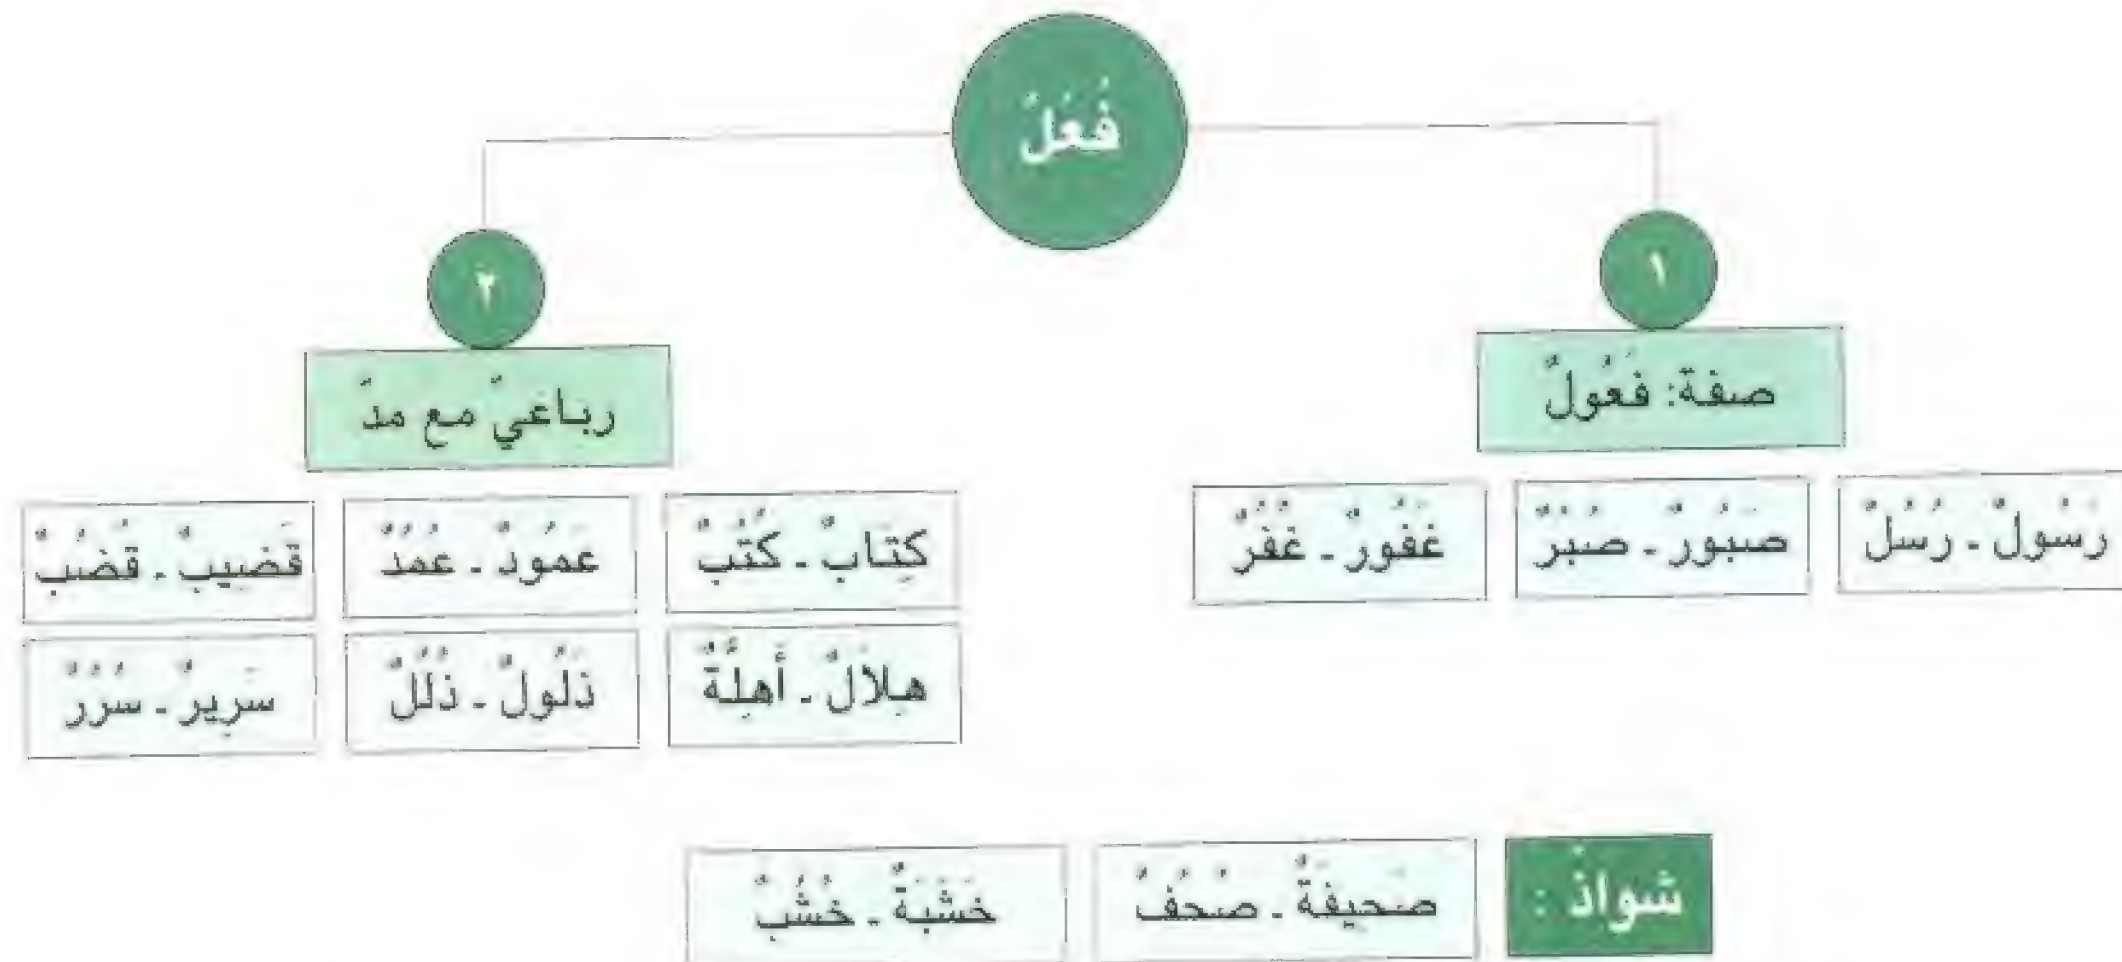 فُعُلٌ
١
صفة: فَعُولٌ
رَسُولٌ - رُسُلٌ
صَبُورٌ - صُبُرٌ
غَفُورٌ - غُفُرٌ
٢
رباعيٌّ مع مدّ
كِتَابٌ - كُتُبٌ
عَمُودٌ - عُمُدٌ
قَضِيبٌ - قُضُبٌ
هِلَالٌ - أَهِلَّةٌ
ذَلُولٌ - ذُلُلٌ
سَرِيرٌ - سُرُرٌ
شواذّ :
صَحِيفَةٌ - صُحُفٌ
خَشَبَةٌ - خُشُبٌ